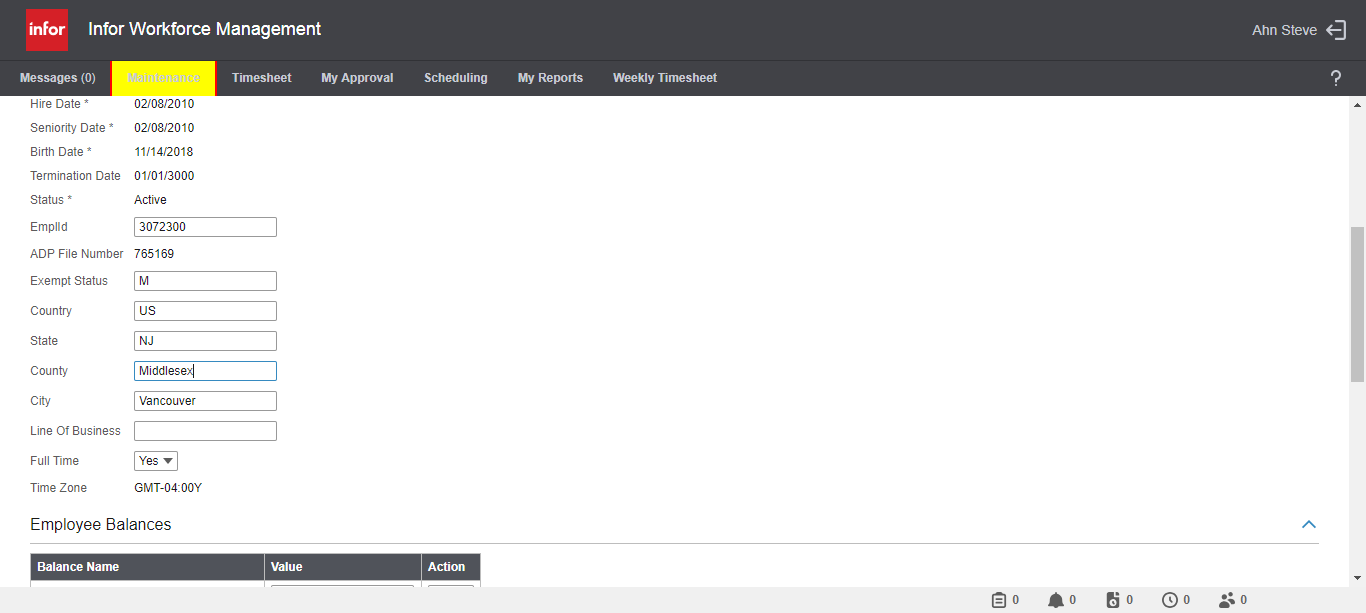 infor Infor Workforce Management Ahn Steve
Messages (0) Maintenance Timesheet My Approval Scheduling My Reports Weekly Timesheet ?
Hire Date * 02/08/2010
Seniority Date * 02/08/2010
Birth Date * 11/14/2018
Termination Date 01/01/3000
Status * Active
EmplId 3072300
ADP File Number 765169
Exempt Status M
Country US
State NJ
County Middlesex
City Vancouver
Line Of Business
Full Time Yes
Time Zone GMT-04:00Y
Employee Balances
Balance Name Value Action
0 0 0 0 0